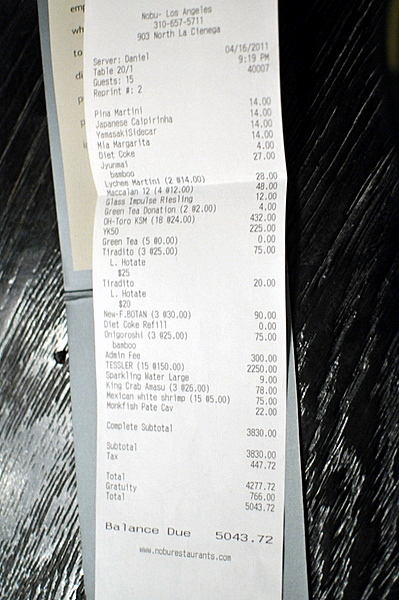 Nobu- Los Angeles
310-657-5711
903 North La Cienega
Server: Daniel 04/16/2011
Table 20/1 9:19 PM
Guests: 15 40007
Reprint #: 2
Pina Martini 14.00
Japanese Caipirinha 14.00
YamasakiSidecar 14.00
Mia Margarita 14.00
Diet Coke 4.00
Jyunmai 27.00
bamboo
Lychee Martini (2 @14.00) 28.00
Maccalan 12 (4 @12.00) 48.00
Glass Impulse Riesling 12.00
Green Tea Donation (2 @2.00) 4.00
OH-Toro KSM (18 @24.00) 432.00
YK50 225.00
Green Tea (5 @0.00) 0.00
Tiradito (3 @25.00) 75.00
L. Hotate
$25
Tiradito 20.00
L. Hotate
$20
New-F.BOTAN (3 @30.00) 90.00
Diet Coke Refill 0.00
Onigoroshi (3 @25.00) 75.00
bamboo
Admin Fee 300.00
TESSLER (15 @150.00) 2250.00
Sparkling Water Large 9.00
King Crab Amasu (3 @26.00) 78.00
Mexican white shrimp (15 @5.00) 75.00
Monkfish Pate Cav 22.00
Complete Subtotal 3830.00
Subtotal 3830.00
Tax 447.72
Total 4277.72
Gratuity 766.00
Total 5043.72
Balance Due 5043.72
www.noburestaurants.com